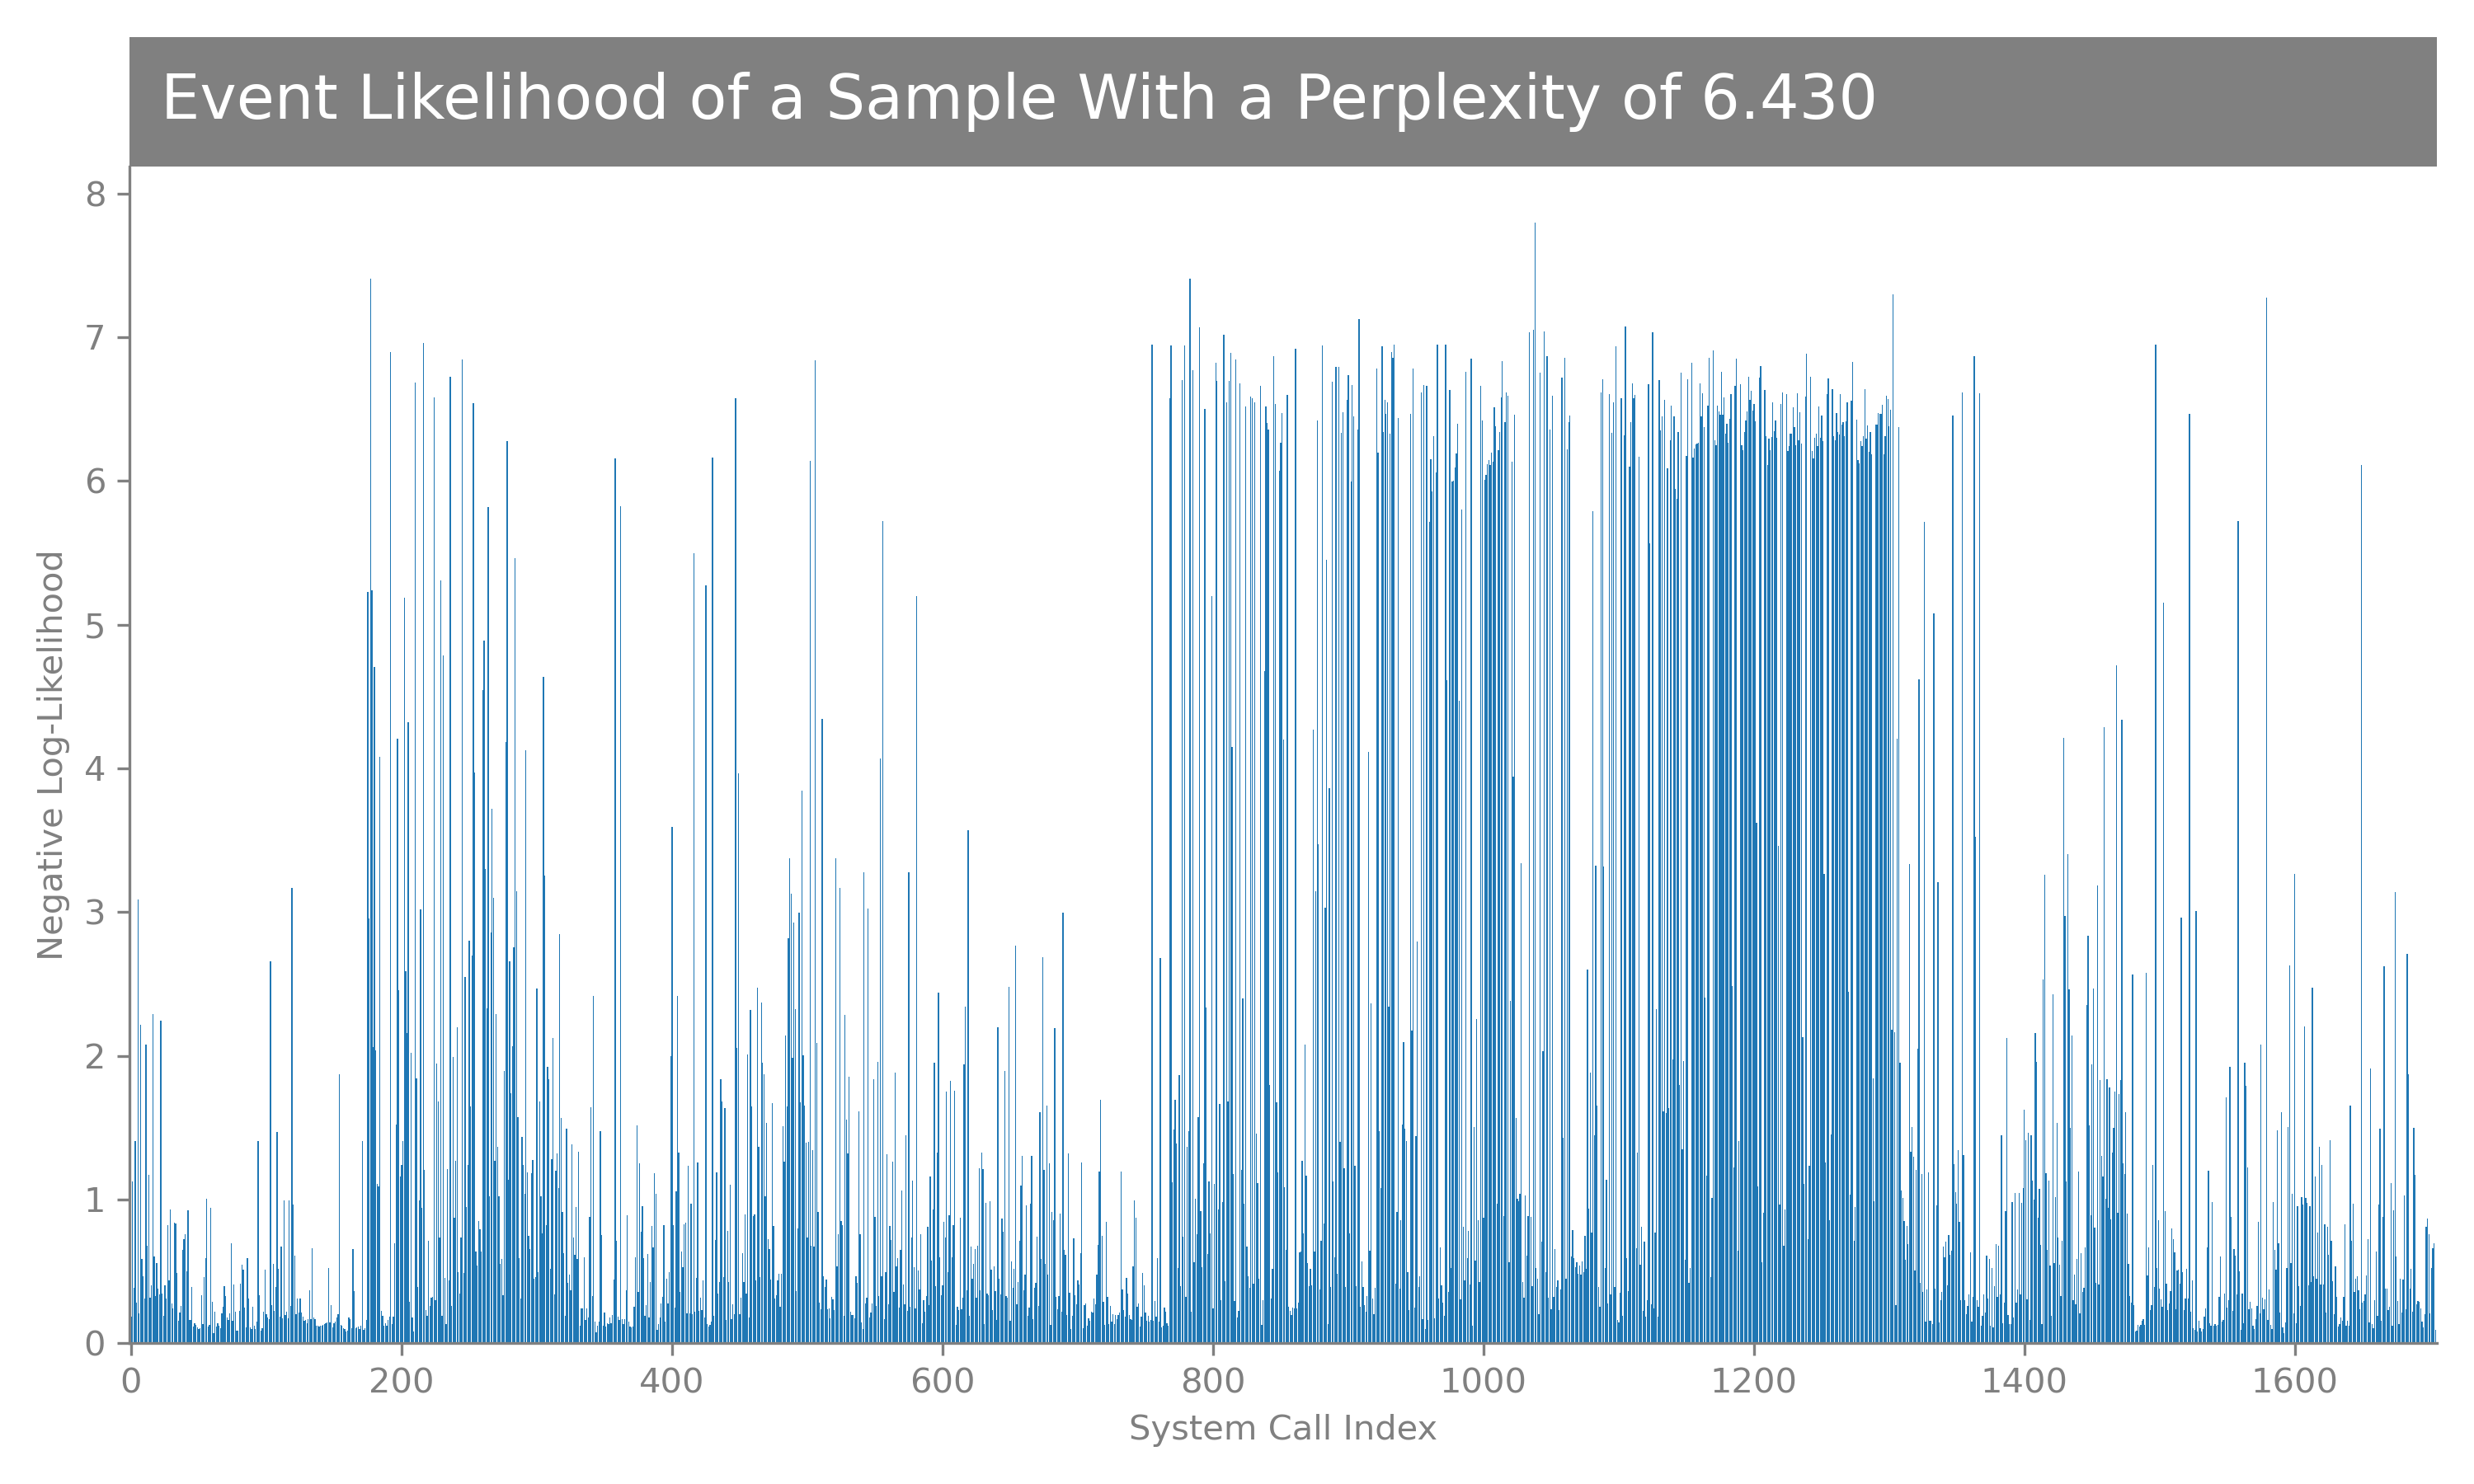 Event Likelihood of a Sample With a Perplexity of 6.430
8
7
6
5
4
3
2
1
0
Negative Log-Likelihood
0 200 400 600 800 1000 1200 1400 1600
System Call Index